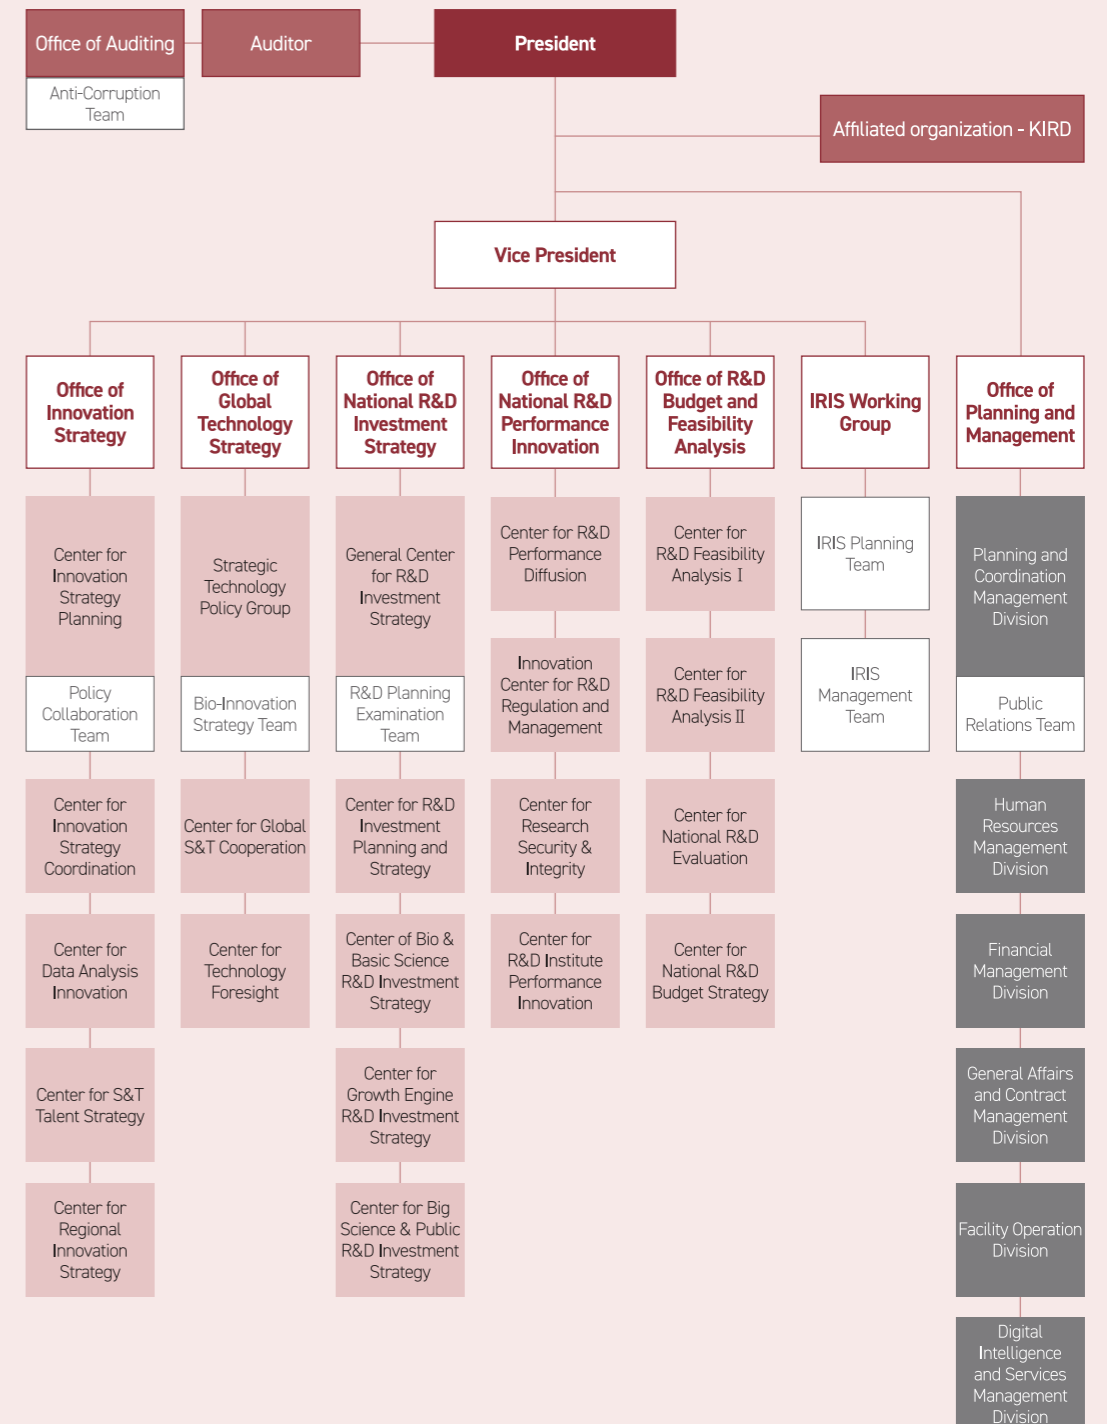 Office of Auditing
Auditor
President
Anti-Corruption
Team
Affiliated organization - KIRD
Vice President
Office of
Innovation
Strategy
Office of
Global
Technology
Strategy
Office of
National R&D
Investment
Strategy
Office of
National R&D
Performance
Innovation
Office of R&D
Budget and
Feasibility
Analysis
IRIS Working
Group
Office of
Planning and
Management
Center for
Innovation
Strategy
Planning
Policy
Collaboration
Team
Center for
Innovation
Strategy
Coordination
Center for
Data Analysis
Innovation
Center for S&T
Talent Strategy
Center for
Regional
Innovation
Strategy
Strategic
Technology
Policy Group
Bio-Innovation
Strategy Team
Center for Global
S&T Cooperation
Center for
Technology
Foresight
General Center
for R&D
Investment
Strategy
R&D Planning
Examination
Team
Center for R&D
Investment
Planning and
Strategy
Center of Bio &
Basic Science
R&D Investment
Strategy
Center for
Growth Engine
R&D Investment
Strategy
Center for Big
Science & Public
R&D Investment
Strategy
Center for R&D
Performance
Diffusion
Innovation
Center for R&D
Regulation and
Management
Center for
Research
Security &
Integrity
Center for
R&D Institute
Performance
Innovation
Center for
R&D Feasibility
Analysis Ⅰ
Center for
R&D Feasibility
Analysis Ⅱ
Center for
National R&D
Evaluation
Center for
National R&D
Budget Strategy
IRIS Planning
Team
IRIS
Management
Team
Planning and
Coordination
Management
Division
Public
Relations Team
Human
Resources
Management
Division
Financial
Management
Division
General Affairs
and Contract
Management
Division
Facility Operation
Division
Digital
Intelligence
and Services
Management
Division